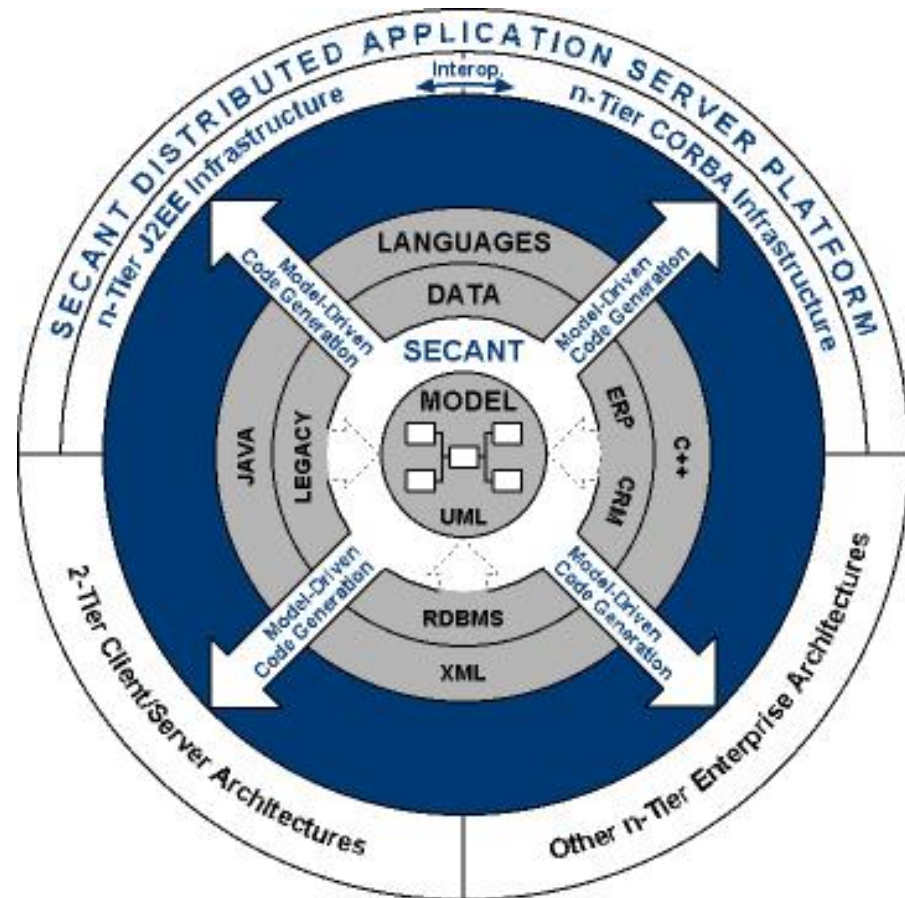 SECANT DISTRIBUTED APPLICATION SERVER PLATFORM
Interop.
n-Tier J2EE Infrastructure
n-Tier CORBA Infrastructure
LANGUAGES
DATA
Model-Driven
Code Generation
Model-Driven
Code Generation
SECANT
MODEL
UML
JAVA
LEGACY
ERP
CRM
C++
Model-Driven
Code Generation
Model-Driven
Code Generation
RDBMS
XML
2-Tier Client/Server Architectures
Other n-Tier Enterprise Architectures